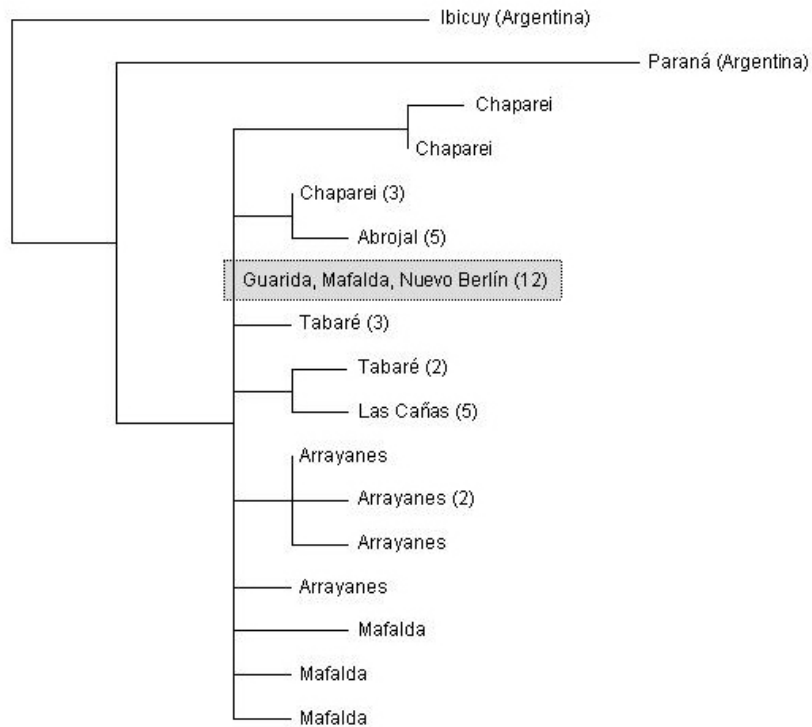 Ibicuy (Argentina)
Paraná (Argentina)
Chaparei
Chaparei
Chaparei (3)
Abrojal (5)
Guarida, Mafalda, Nuevo Berlín (12)
Tabaré (3)
Tabaré (2)
Las Cañas (5)
Arrayanes
Arrayanes (2)
Arrayanes
Arrayanes
Mafalda
Mafalda
Mafalda